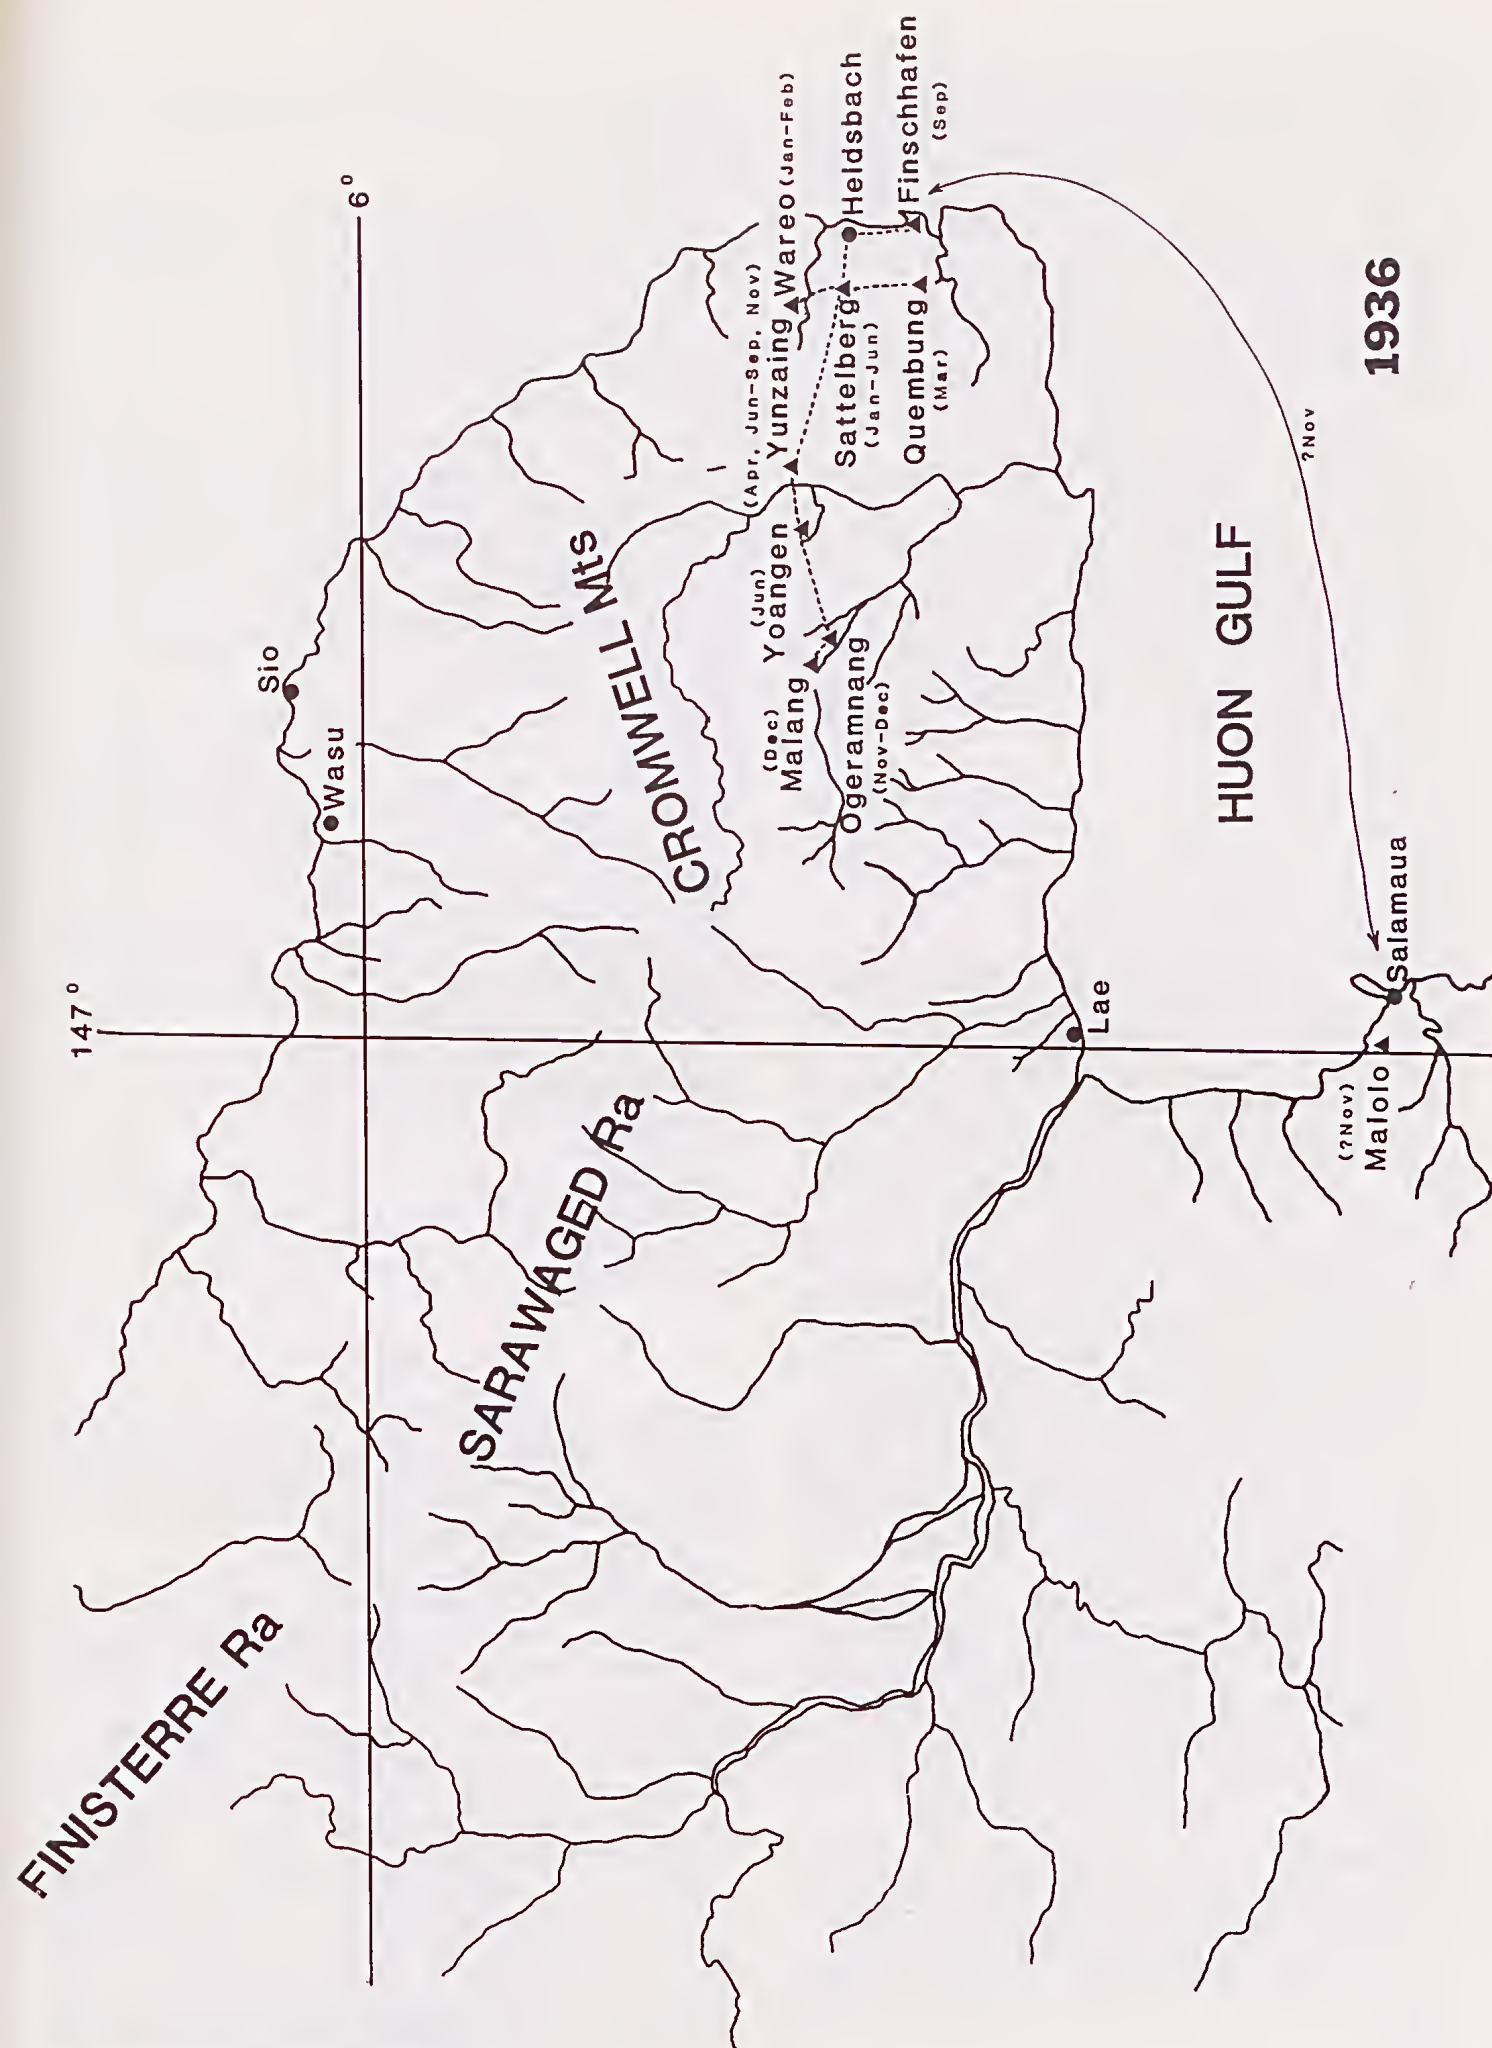 FINISTERRE Ra
SARAWAGED Ra
CROMWELL Mts
147°
6°
Sio
Wasu
(Apr, Jun-Sep, Nov)
Yunzaing
Wareo (Jan-Feb)
Heldsbach
Finschhafen
(Sep)
Sattelberg
(Jan-Jun)
Quembung
(Mar)
(Jun)
Yoangen
(Dec)
Malang
Ogeramnang
(Nov-Dec)
Lae
HUON GULF
?Nov
(?Nov)
Malolo
Salamaua
1936